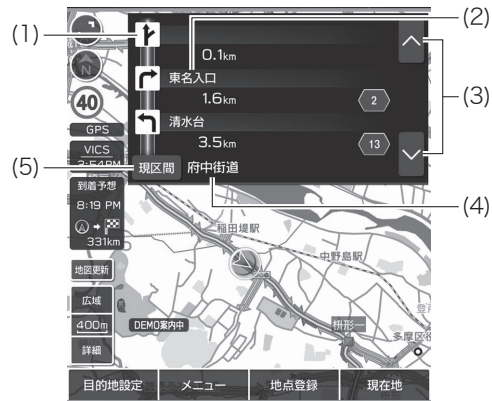 (1)
(2)
(3)
(4)
(5)
0.1km
東名入口
1.6km
2
清水台
3.5km
13
現区間
府中街道
N
40
GPS
VICS
3:54PM
到着予想
8:19 PM
331km
地図更新
広域
400m
詳細
DEMO案内中
稲田堤駅
中野島駅
枡形一
多摩区役
目的地設定
メニュー
地点登録
現在地